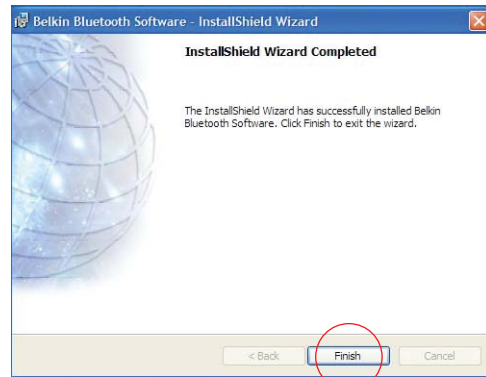 Belkin Bluetooth Software - InstallShield Wizard
InstallShield Wizard Completed
The InstallShield Wizard has successfully installed Belkin
Bluetooth Software. Click Finish to exit the wizard.
< Back Finish Cancel